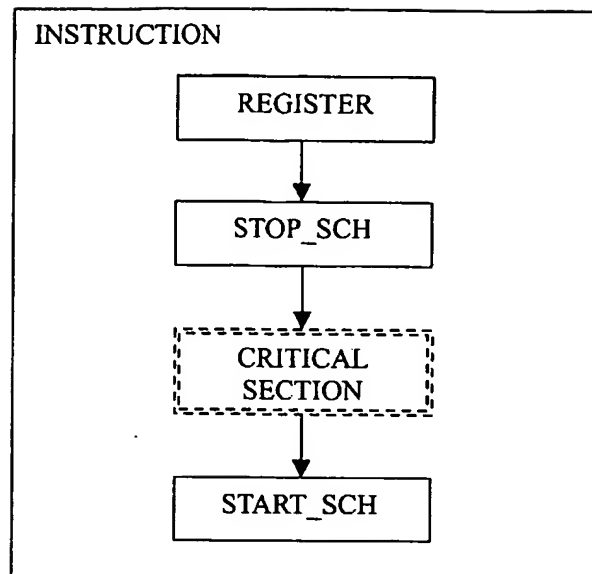 INSTRUCTION
REGISTER
STOP_SCH
CRITICAL
SECTION
START_SCH